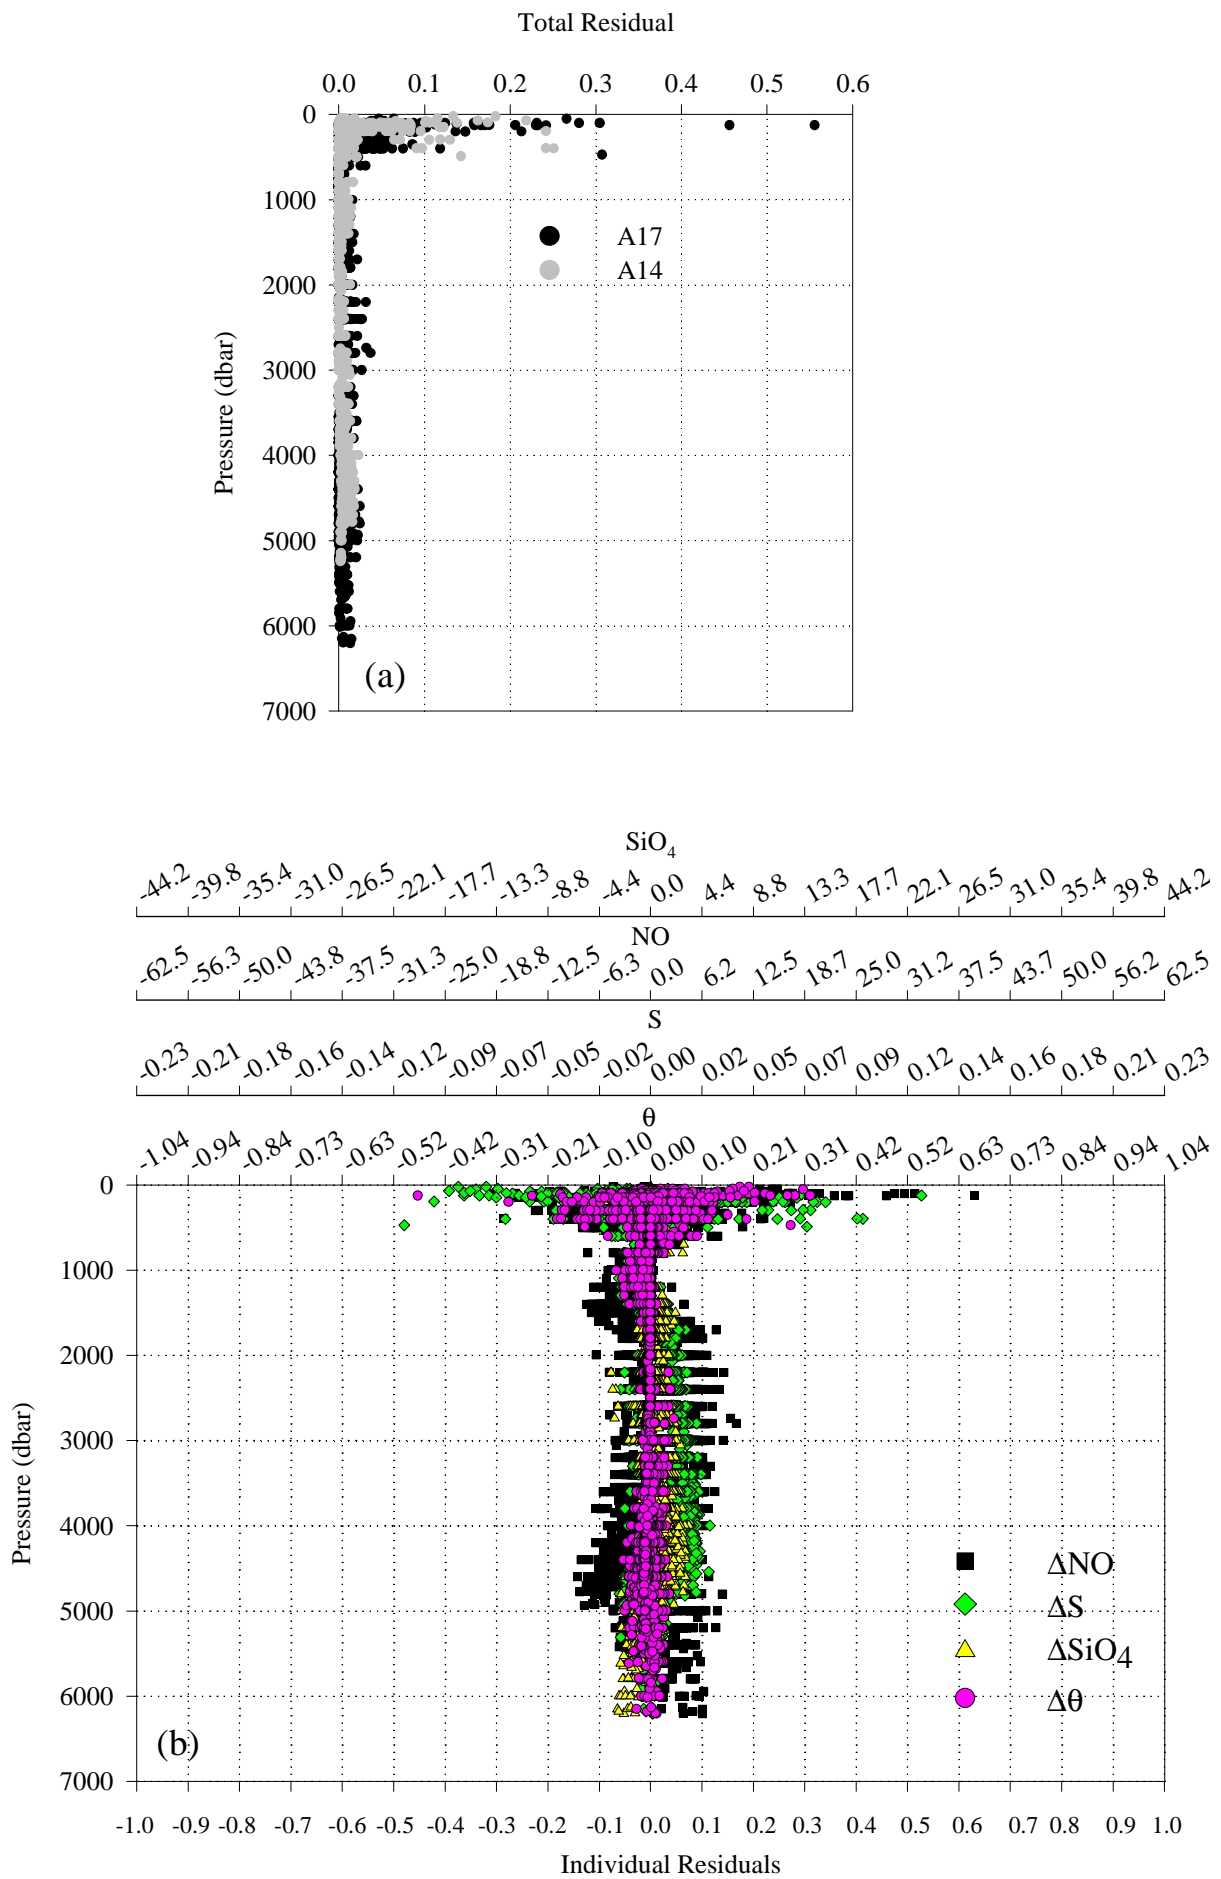 Total Residual
0.0 0.1 0.2 0.3 0.4 0.5 0.6
0
1000
2000
3000
4000
5000
6000
7000
Pressure (dbar)
A17
A14
(a)
SiO4
-44.2 -39.8 -35.4 -31.0 -26.5 -22.1 -17.7 -13.3 -8.8 -4.4 0.0 4.4 8.8 13.3 17.7 22.1 26.5 31.0 35.4 39.8 44.2
NO
-62.5 -56.3 -50.0 -43.8 -37.5 -31.3 -25.0 -18.8 -12.5 -6.3 0.0 6.2 12.5 18.7 25.0 31.2 37.5 43.7 50.0 56.2 62.5
S
-0.23 -0.21 -0.18 -0.16 -0.14 -0.12 -0.09 -0.07 -0.05 -0.02 0.00 0.02 0.05 0.07 0.09 0.12 0.14 0.16 0.18 0.21 0.23
θ
-1.04 -0.94 -0.84 -0.73 -0.63 -0.52 -0.42 -0.31 -0.21 -0.10 0.00 0.10 0.21 0.31 0.42 0.52 0.63 0.73 0.84 0.94 1.04
0
1000
2000
3000
4000
5000
6000
7000
Pressure (dbar)
ΔNO
ΔS
ΔSiO4
Δθ
(b)
-1.0 -0.9 -0.8 -0.7 -0.6 -0.5 -0.4 -0.3 -0.2 -0.1 0.0 0.1 0.2 0.3 0.4 0.5 0.6 0.7 0.8 0.9 1.0
Individual Residuals